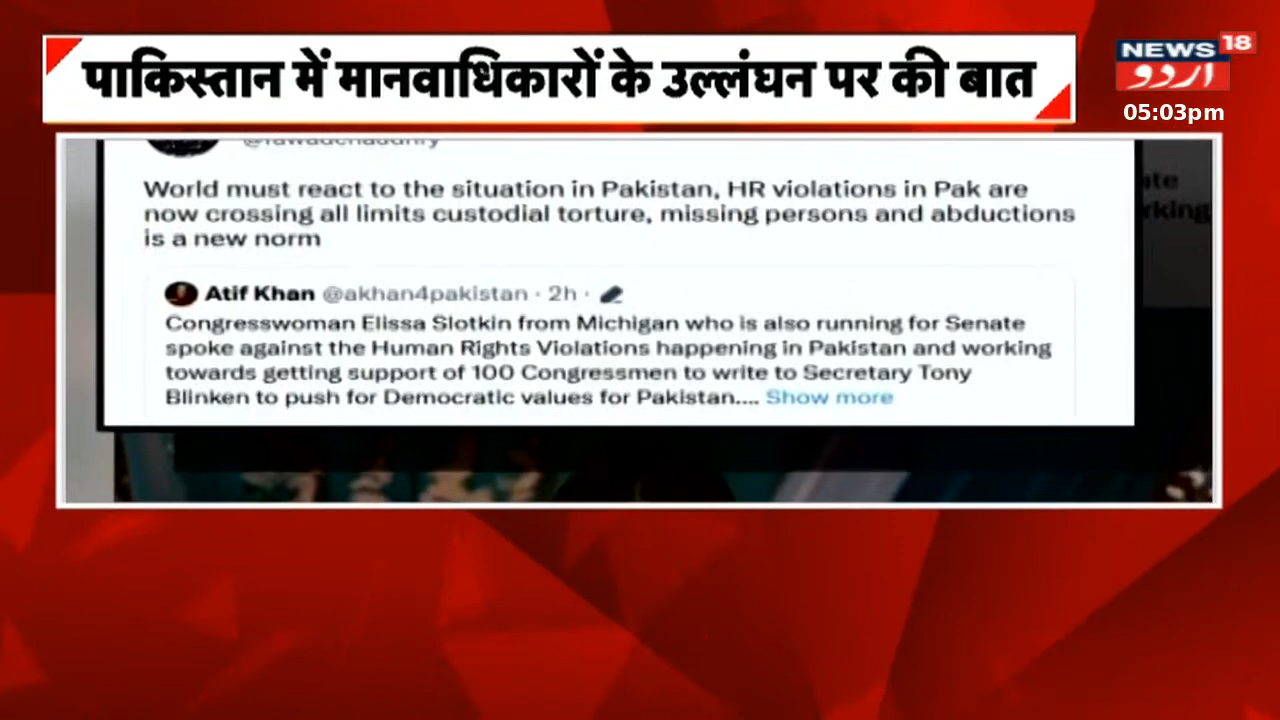 पाकिस्तान में मानवाधिकारों के उल्लंघन पर की बात
NEWS 18
اردو
05:03pm
@fawadchaudhry
World must react to the situation in Pakistan, HR violations in Pak are
now crossing all limits custodial torture, missing persons and abductions
is a new norm
Atif Khan @akhan4pakistan · 2h ·
Congresswoman Elissa Slotkin from Michigan who is also running for Senate
spoke against the Human Rights Violations happening in Pakistan and working
towards getting support of 100 Congressmen to write to Secretary Tony
Blinken to push for Democratic values for Pakistan.... Show more